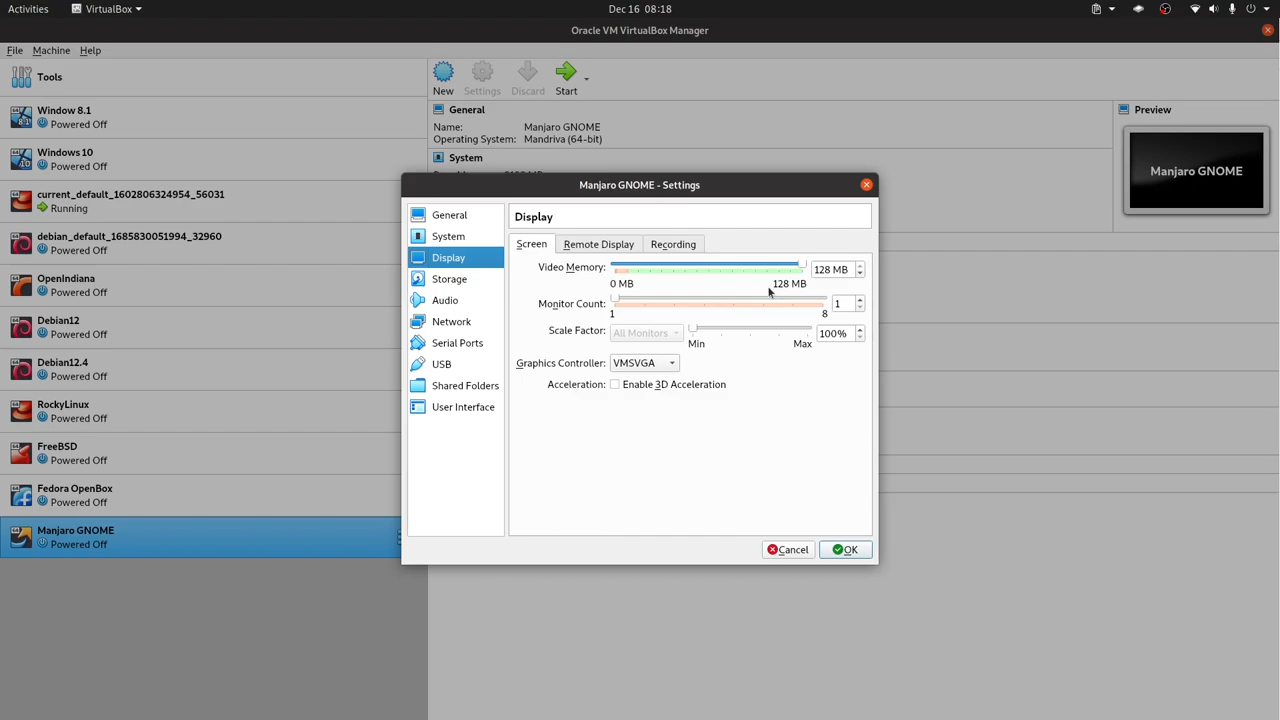 Activities VirtualBox Dec 16 08:18
Oracle VM VirtualBox Manager
File Machine Help
Tools
New Settings Discard Start
Window 8.1
Powered Off
Windows 10
Powered Off
current_default_1602806324954_56031
Running
debian_default_1685830051994_32960
Powered Off
OpenIndiana
Powered Off
Debian12
Powered Off
Debian12.4
Powered Off
RockyLinux
Powered Off
FreeBSD
Powered Off
Fedora OpenBox
Powered Off
Manjaro GNOME
Powered Off
General
Name: Manjaro GNOME
Operating System: Mandriva (64-bit)
System
Preview
Manjaro GNOME
Manjaro GNOME - Settings
General
System
Display
Storage
Audio
Network
Serial Ports
USB
Shared Folders
User Interface
Display
Screen Remote Display Recording
Video Memory: 128 MB
0 MB 128 MB
Monitor Count: 1
1 8
Scale Factor: All Monitors 100%
Min Max
Graphics Controller: VMSVGA
Acceleration: Enable 3D Acceleration
Cancel OK